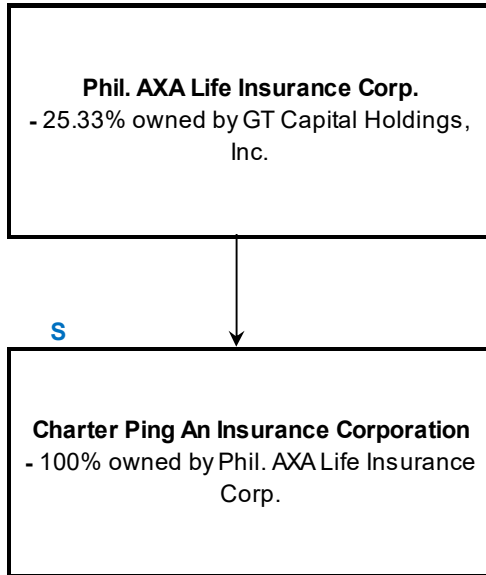 Phil. AXA Life Insurance Corp.
- 25.33% owned by GT Capital Holdings,
Inc.
S
Charter Ping An Insurance Corporation
- 100% owned by Phil. AXA Life Insurance
Corp.